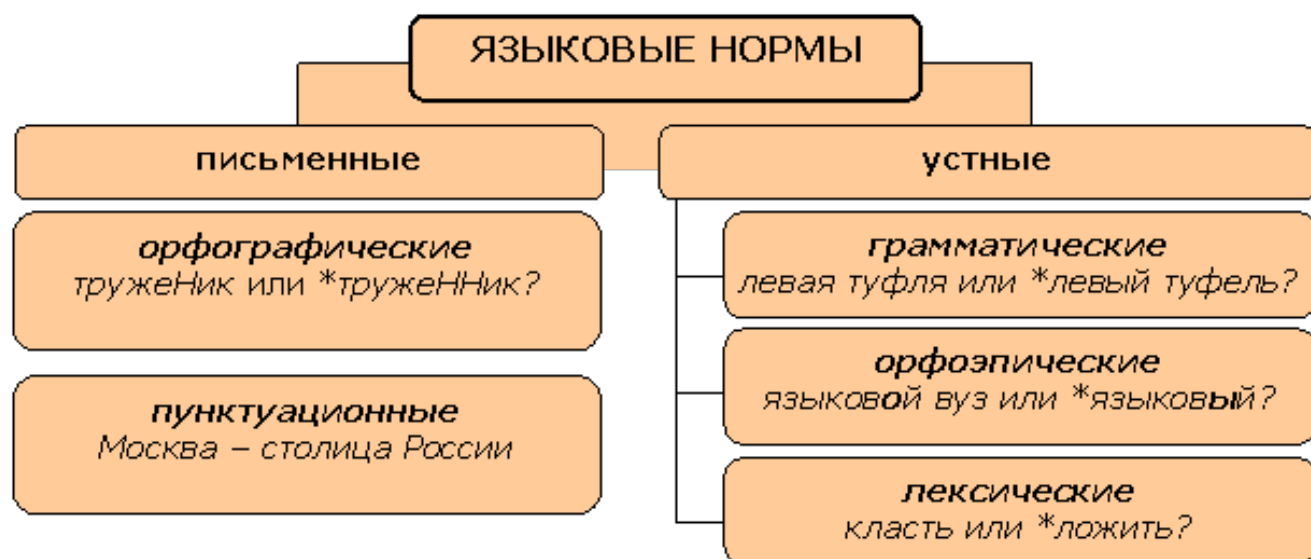 ЯЗЫКОВЫЕ НОРМЫ
письменные
орфографические
тружеНик или *тружеННик?
пунктуационные
Москва – столица России
устные
грамматические
левая туфля или *левый туфель?
орфоэпические
языковой вуз или *языковый?
лексические
класть или *ложить?